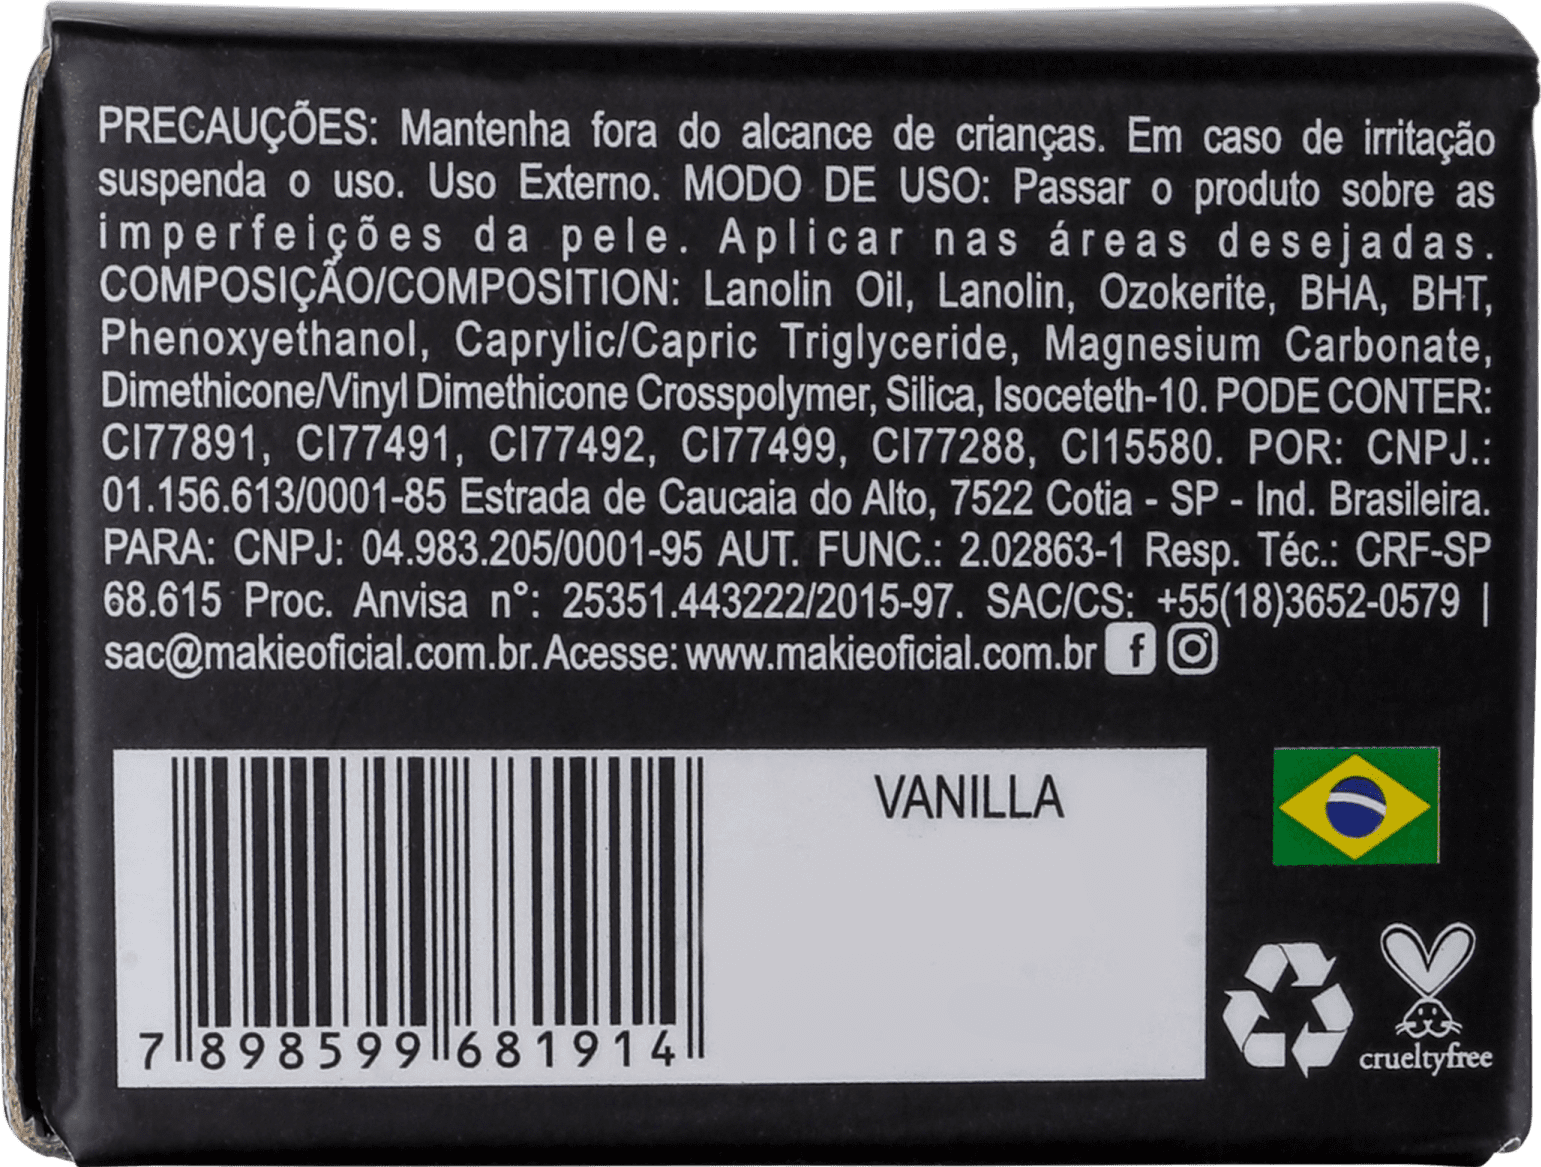 PRECAUÇÕES: Mantenha fora do alcance de crianças. Em caso de irritação
suspenda o uso. Uso Externo. MODO DE USO: Passar o produto sobre as
imperfeições da pele. Aplicar nas áreas desejadas.
COMPOSIÇÃO/COMPOSITION: Lanolin Oil, Lanolin, Ozokerite, BHA, BHT,
Phenoxyethanol, Caprylic/Capric Triglyceride, Magnesium Carbonate,
Dimethicone/Vinyl Dimethicone Crosspolymer, Silica, Isoceteth-10. PODE CONTER:
CI77891, CI77491, CI77492, CI77499, CI77288, CI15580. POR: CNPJ.:
01.156.613/0001-85 Estrada de Caucaia do Alto, 7522 Cotia - SP - Ind. Brasileira.
PARA: CNPJ: 04.983.205/0001-95 AUT. FUNC.: 2.02863-1 Resp. Téc.: CRF-SP
68.615 Proc. Anvisa n°: 25351.443222/2015-97. SAC/CS: +55(18)3652-0579 |
sac@makieoficial.com.br. Acesse: www.makieoficial.com.br
VANILLA
7 898599 681914
crueltyfree